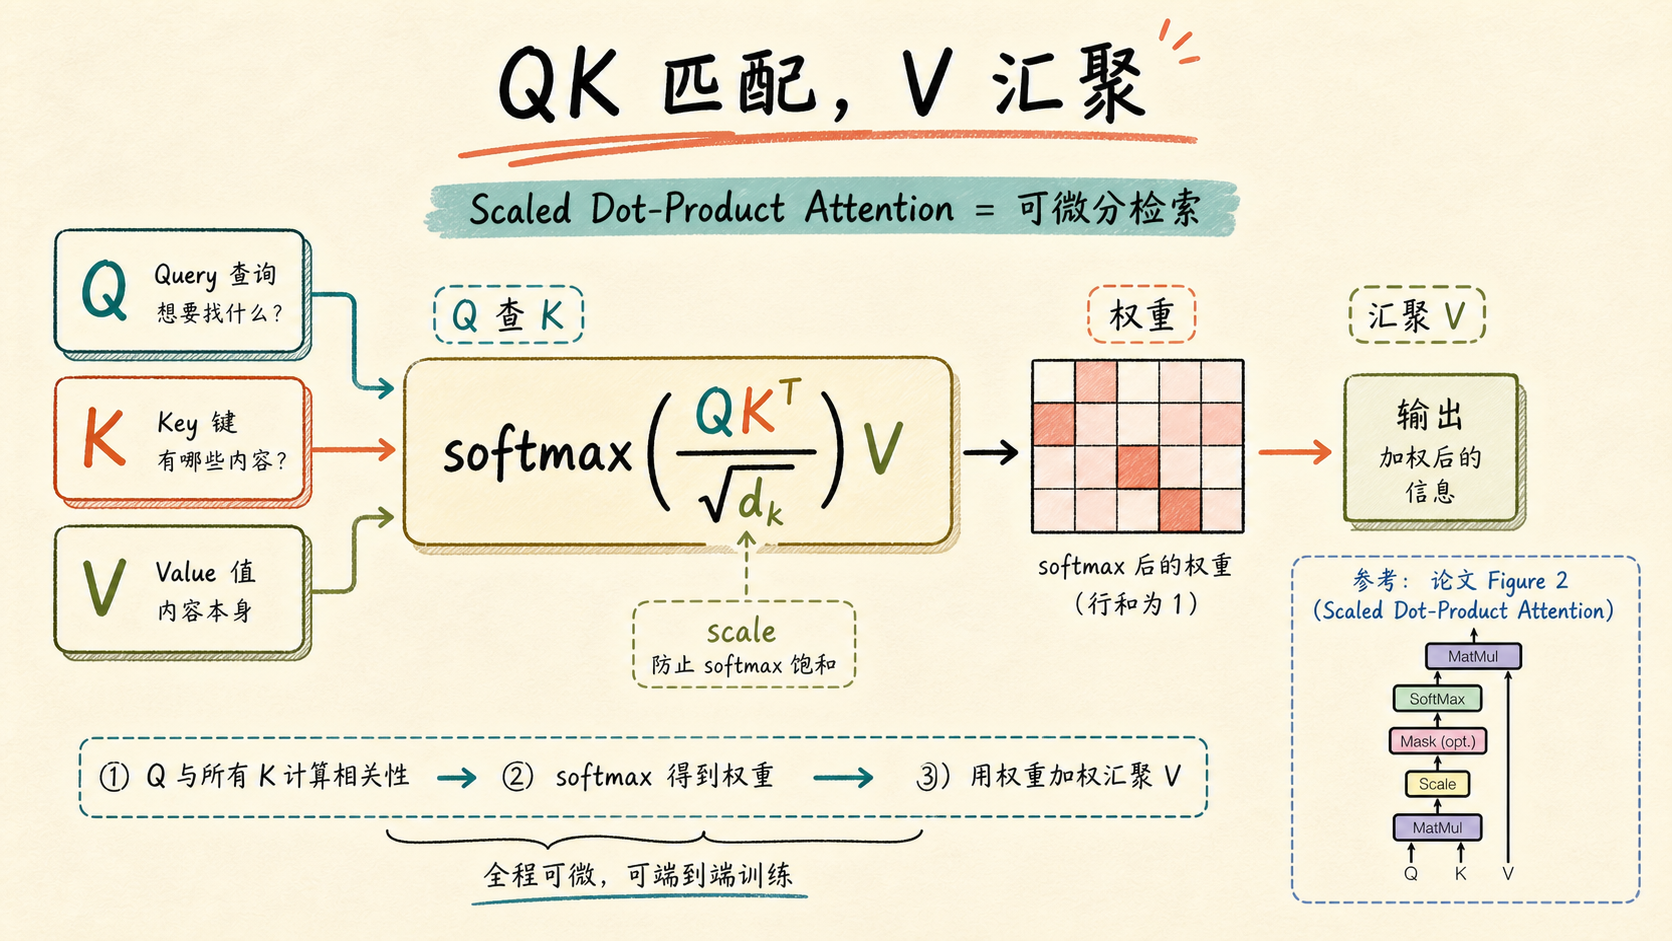 QK 匹配，V 汇聚
Scaled Dot-Product Attention = 可微分检索
Q
Query 查询
想要找什么？
K
Key 键
有哪些内容？
V
Value 值
内容本身
Q 查 K
softmax(QK^T/√d_k)V
scale
防止 softmax 饱和
权重
softmax 后的权重
（行和为 1）
汇聚 V
输出
加权后的
信息
参考： 论文 Figure 2
(Scaled Dot-Product Attention)
MatMul
SoftMax
Mask (opt.)
Scale
MatMul
Q K V
①) Q 与所有 K 计算相关性 → ②) softmax 得到权重 → ③) 用权重加权汇聚 V
全程可微，可端到端训练